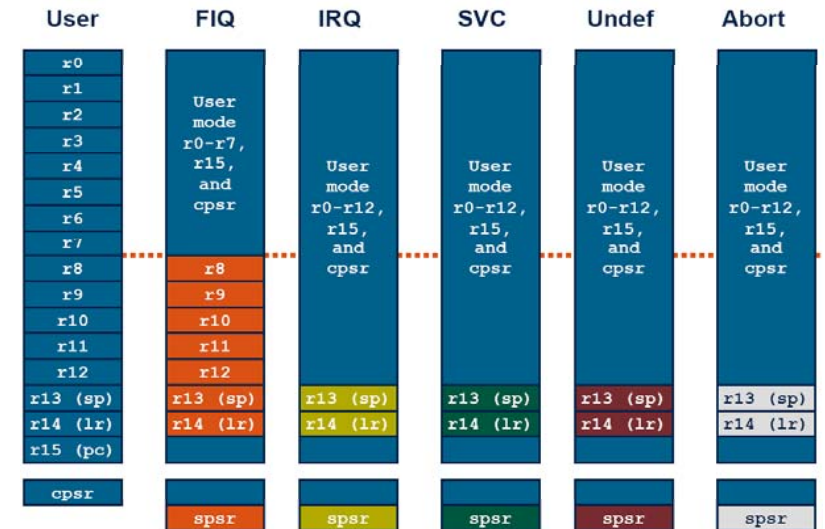 User
FIQ
IRQ
SVC
Undef
Abort
r0
r1
r2
r3
r4
r5
r6
r7
r8
r9
r10
r11
r12
r13 (sp)
r14 (lr)
r15 (pc)
cpsr
User
mode
r0-r7,
r15,
and
cpsr
r8
r9
r10
r11
r12
r13 (sp)
r14 (lr)
spsr
User
mode
r0-r12,
r15,
and
cpsr
r13 (sp)
r14 (lr)
spsr
User
mode
r0-r12,
r15,
and
cpsr
r13 (sp)
r14 (lr)
spsr
User
mode
r0-r12,
r15,
and
cpsr
r13 (sp)
r14 (lr)
spsr
User
mode
r0-r12,
r15,
and
cpsr
r13 (sp)
r14 (lr)
spsr